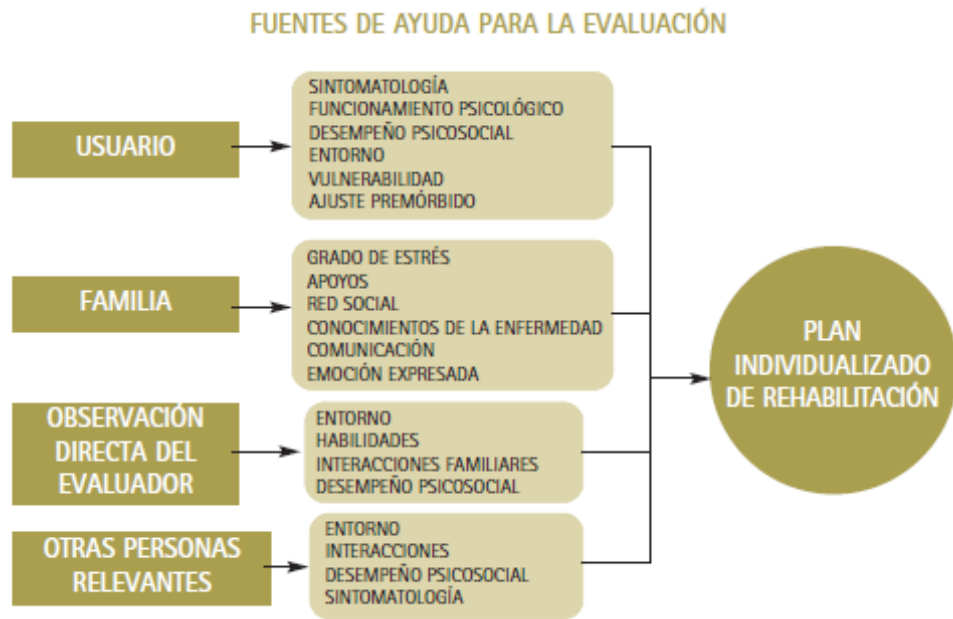 FUENTES DE AYUDA PARA LA EVALUACIÓN
USUARIO
SINTOMATOLOGÍA
FUNCIONAMIENTO PSICOLÓGICO
DESEMPEÑO PSICOSOCIAL
ENTORNO
VULNERABILIDAD
AJUSTE PREMÓRBIDO
FAMILIA
GRADO DE ESTRÉS
APOYOS
RED SOCIAL
CONOCIMIENTOS DE LA ENFERMEDAD
COMUNICACIÓN
EMOCIÓN EXPRESADA
OBSERVACIÓN
DIRECTA DEL
EVALUADOR
ENTORNO
HABILIDADES
INTERACCIONES FAMILIARES
DESEMPEÑO PSICOSOCIAL
OTRAS PERSONAS
RELEVANTES
ENTORNO
INTERACCIONES
DESEMPEÑO PSICOSOCIAL
SINTOMATOLOGÍA
PLAN
INDIVIDUALIZADO
DE REHABILITACIÓN